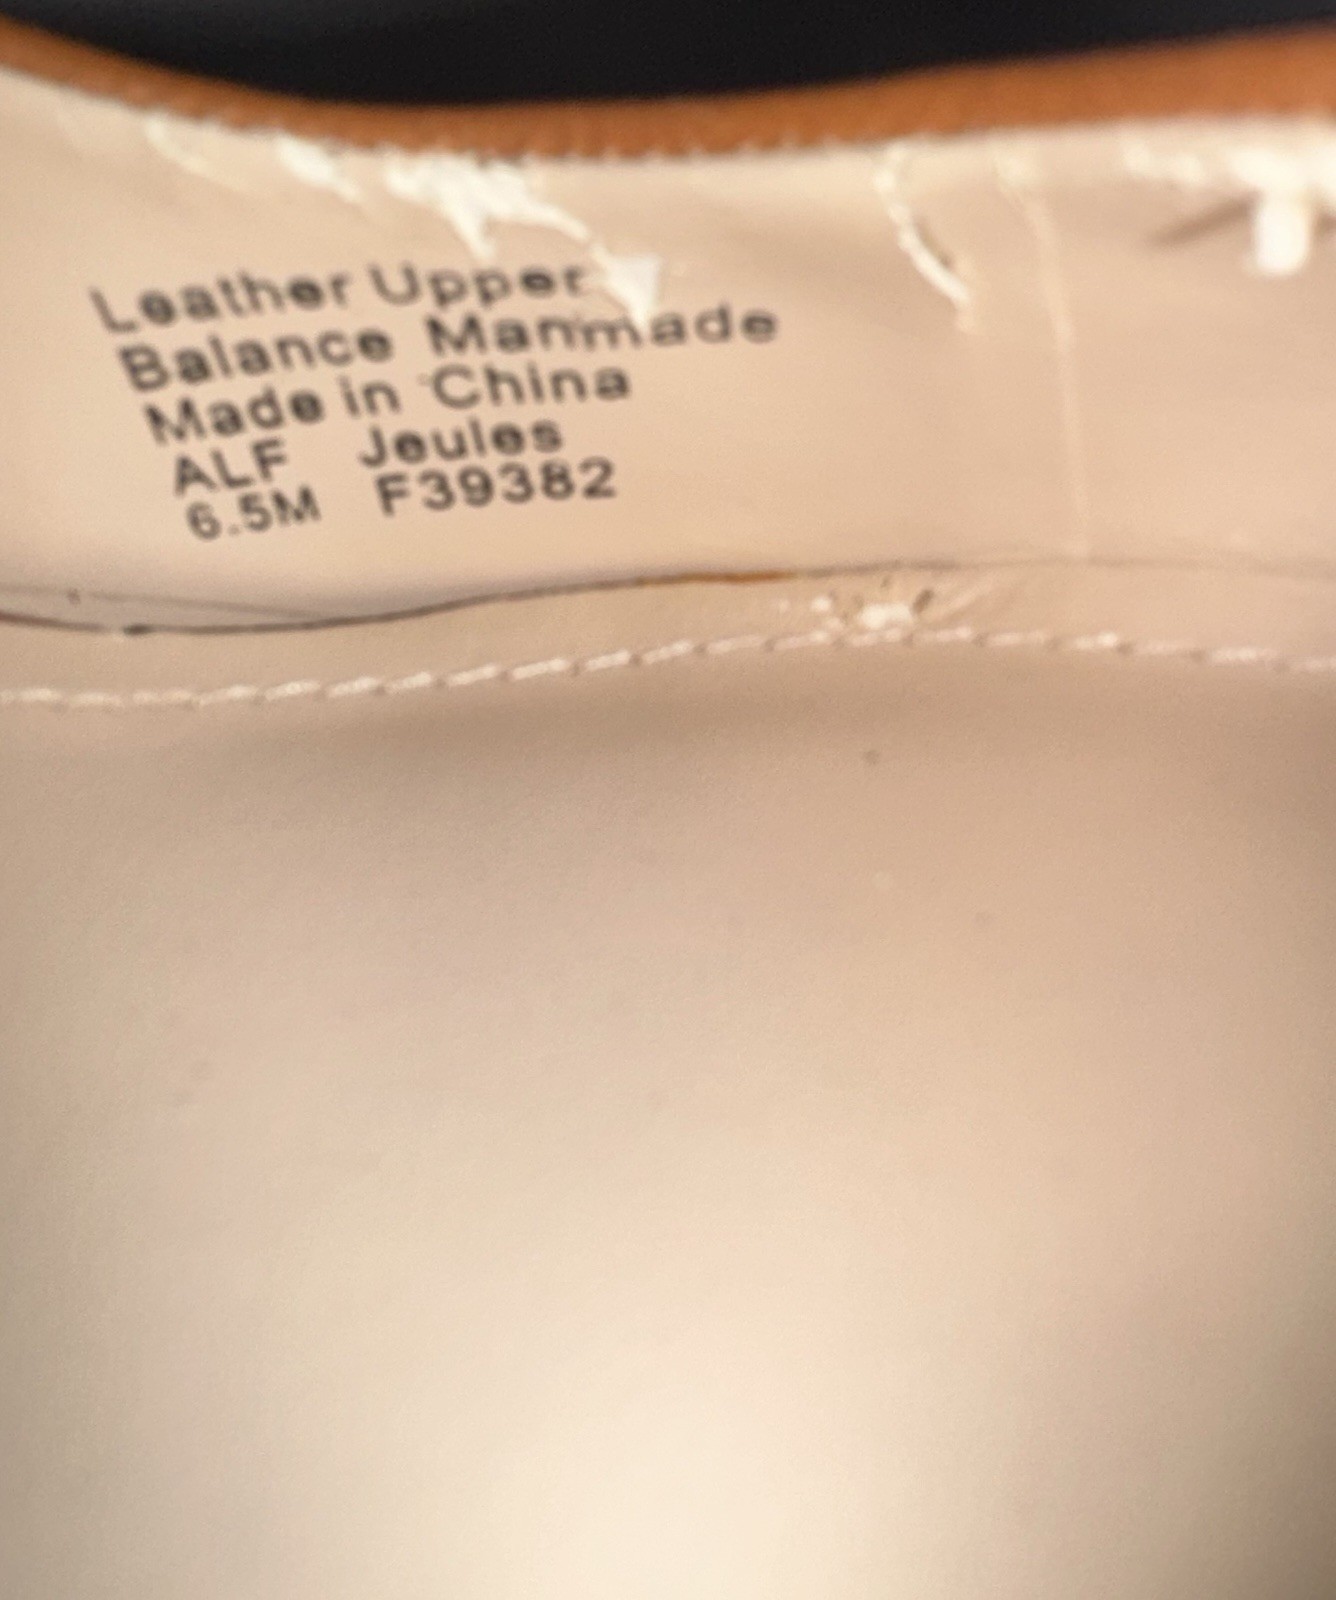 Leather Upper
Balance Manmade
Made in China
ALF Jeules
6.5M F39382